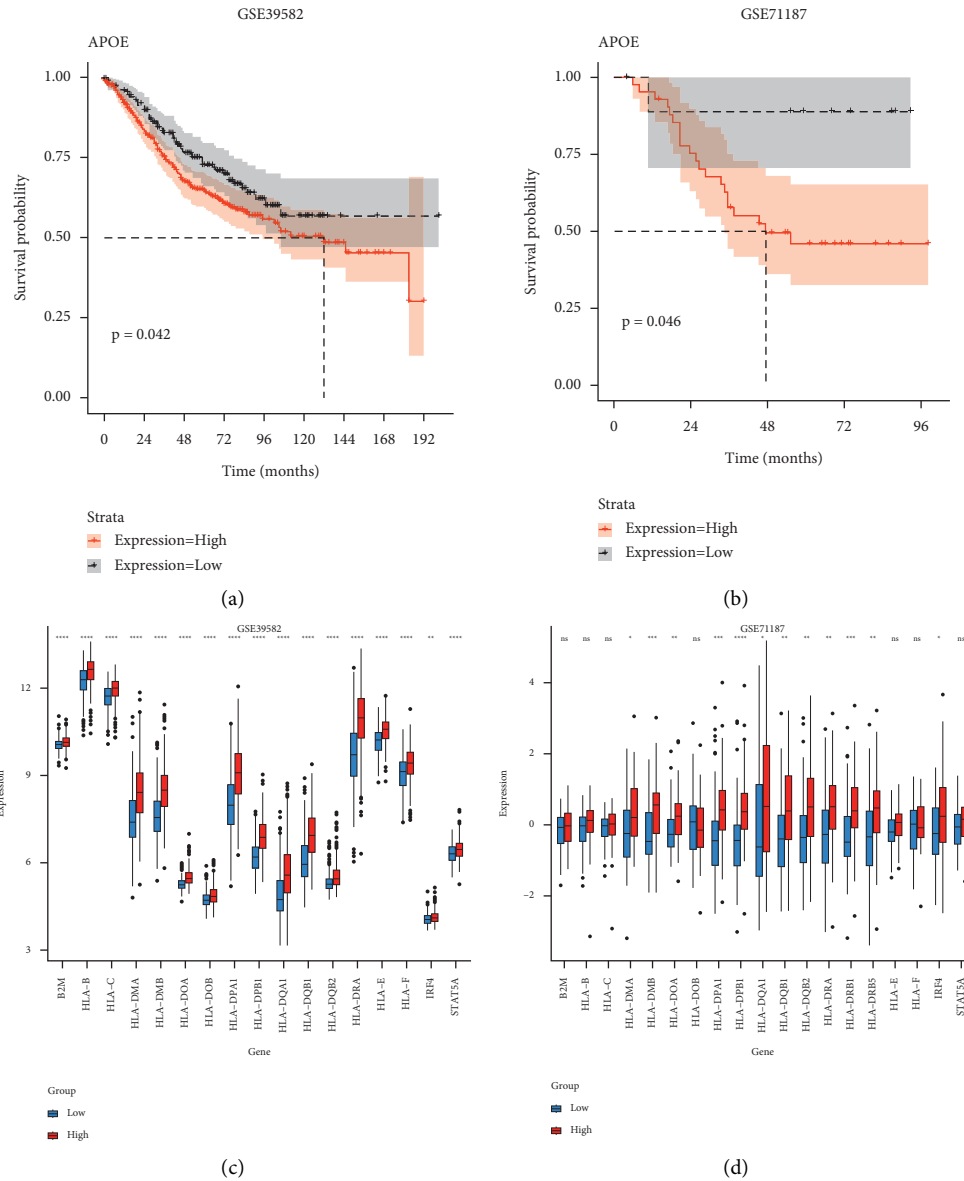 GSE39582
APOE
1.00
0.75
0.50
0.25
0.00
Survival probability
p = 0.042
0 24 48 72 96 120 144 168 192
Time (months)
Strata
Expression=High
Expression=Low
(a)
GSE71187
APOE
1.00
0.75
0.50
0.25
0.00
Survival probability
p = 0.046
0 24 48 72 96
Time (months)
Strata
Expression=High
Expression=Low
(b)
GSE39582
**** **** **** **** **** **** **** **** **** **** **** **** **** **** **** ** ****
12
9
6
3
Expression
B2M
HLA−B
HLA−C
HLA−DMA
HLA−DMB
HLA−DOA
HLA−DOB
HLA−DPA1
HLA−DPB1
HLA−DQA1
HLA−DQB1
HLA−DQB2
HLA−DRA
HLA−E
HLA−F
IRF4
STAT5A
Gene
Group
Low
High
(c)
GSE71187
ns ns ns * *** ** ns *** **** * ** ** ** *** ** ns ns * ns
4
2
0
−2
Expression
B2M
HLA−B
HLA−C
HLA−DMA
HLA−DMB
HLA−DOA
HLA−DOB
HLA−DPA1
HLA−DPB1
HLA−DQA1
HLA−DQB1
HLA−DQB2
HLA−DRA
HLA−DRB1
HLA−DRB5
HLA−E
HLA−F
IRF4
STAT5A
Gene
Group
Low
High
(d)